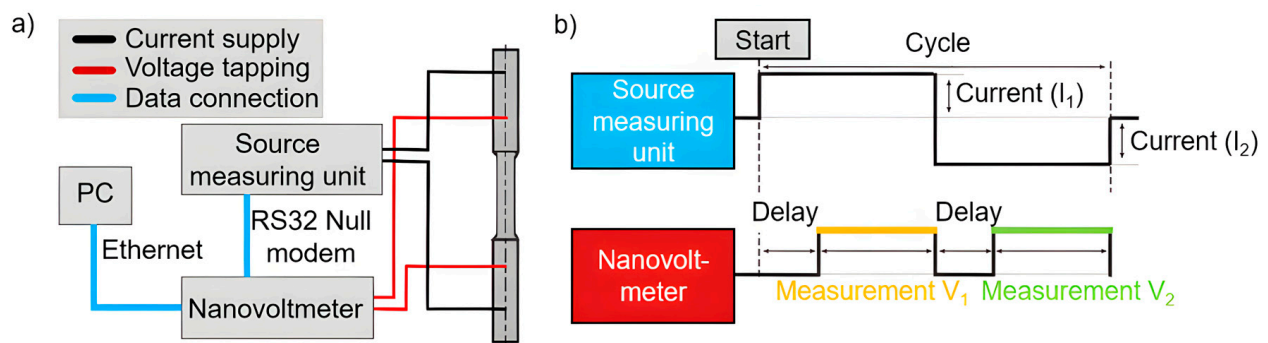 a)
Current supply
Voltage tapping
Data connection
Source
measuring unit
PC
RS32 Null
modem
Ethernet
Nanovoltmeter
b)
Start
Cycle
Source
measuring
unit
Current (I₁)
Current (I₂)
Delay
Delay
Nanovolt-
meter
Measurement V₁
Measurement V₂